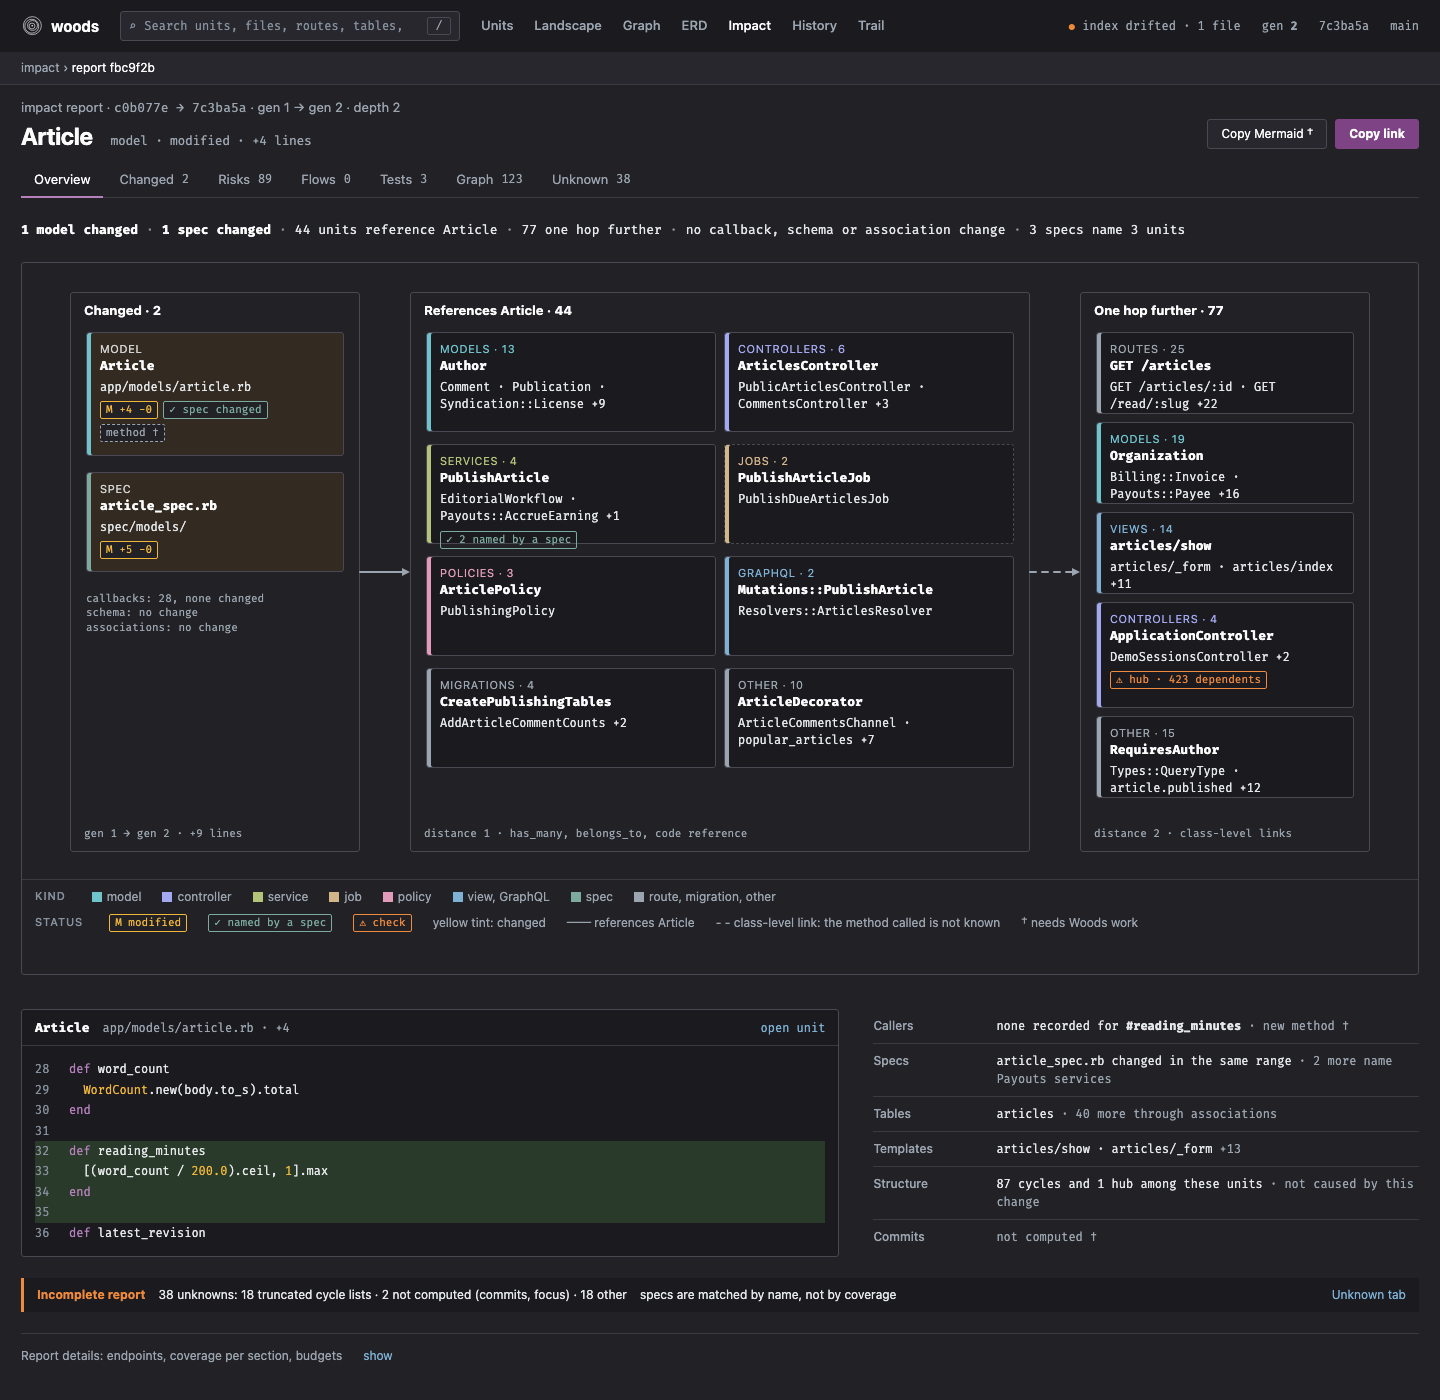 woods
Search units, files, routes, tables,
/
Units
Landscape
Graph
ERD
Impact
History
Trail
index drifted · 1 file
gen 2
7c3ba5a
main
impact › report fbc9f2b
impact report · c0b077e → 7c3ba5a · gen 1 → gen 2 · depth 2
Article model · modified · +4 lines
Copy Mermaid †
Copy link
Overview
Changed 2
Risks 89
Flows 0
Tests 3
Graph 123
Unknown 38
1 model changed · 1 spec changed · 44 units reference Article · 77 one hop further · no callback, schema or association change · 3 specs name 3 units
Changed · 2
MODEL
Article
app/models/article.rb
M +4 -0
✓ spec changed
method †
SPEC
article_spec.rb
spec/models/
M +5 -0
callbacks: 28, none changed
schema: no change
associations: no change
gen 1 → gen 2 · +9 lines
References Article · 44
MODELS · 13
Author
Comment · Publication ·
Syndication::License +9
CONTROLLERS · 6
ArticlesController
PublicArticlesController ·
CommentsController +3
SERVICES · 4
PublishArticle
EditorialWorkflow ·
Payouts::AccrueEarning +1
✓ 2 named by a spec
JOBS · 2
PublishArticleJob
PublishDueArticlesJob
POLICIES · 3
ArticlePolicy
PublishingPolicy
GRAPHQL · 2
Mutations::PublishArticle
Resolvers::ArticlesResolver
MIGRATIONS · 4
CreatePublishingTables
AddArticleCommentCounts +2
OTHER · 10
ArticleDecorator
ArticleCommentsChannel ·
popular_articles +7
distance 1 · has_many, belongs_to, code reference
One hop further · 77
ROUTES · 25
GET /articles
GET /articles/:id · GET
/read/:slug +22
MODELS · 19
Organization
Billing::Invoice ·
Payouts::Payee +16
VIEWS · 14
articles/show
articles/_form · articles/index
+11
CONTROLLERS · 4
ApplicationController
DemoSessionsController +2
⚠ hub · 423 dependents
OTHER · 15
RequiresAuthor
Types::QueryType ·
article.published +12
distance 2 · class-level links
KIND
model
controller
service
job
policy
view, GraphQL
spec
route, migration, other
STATUS
M modified
✓ named by a spec
⚠ check
yellow tint: changed
references Article
- - class-level link: the method called is not known
† needs Woods work
Article app/models/article.rb · +4
open unit
28 def word_count
29 WordCount.new(body.to_s).total
30 end
31
32 def reading_minutes
33 [(word_count / 200.0).ceil, 1].max
34 end
35
36 def latest_revision
Callers none recorded for #reading_minutes · new method †
Specs article_spec.rb changed in the same range · 2 more name
Payouts services
Tables articles · 40 more through associations
Templates articles/show · articles/_form +13
Structure 87 cycles and 1 hub among these units · not caused by this
change
Commits not computed †
Incomplete report 38 unknowns: 18 truncated cycle lists · 2 not computed (commits, focus) · 18 other specs are matched by name, not by coverage
Unknown tab
Report details: endpoints, coverage per section, budgets show